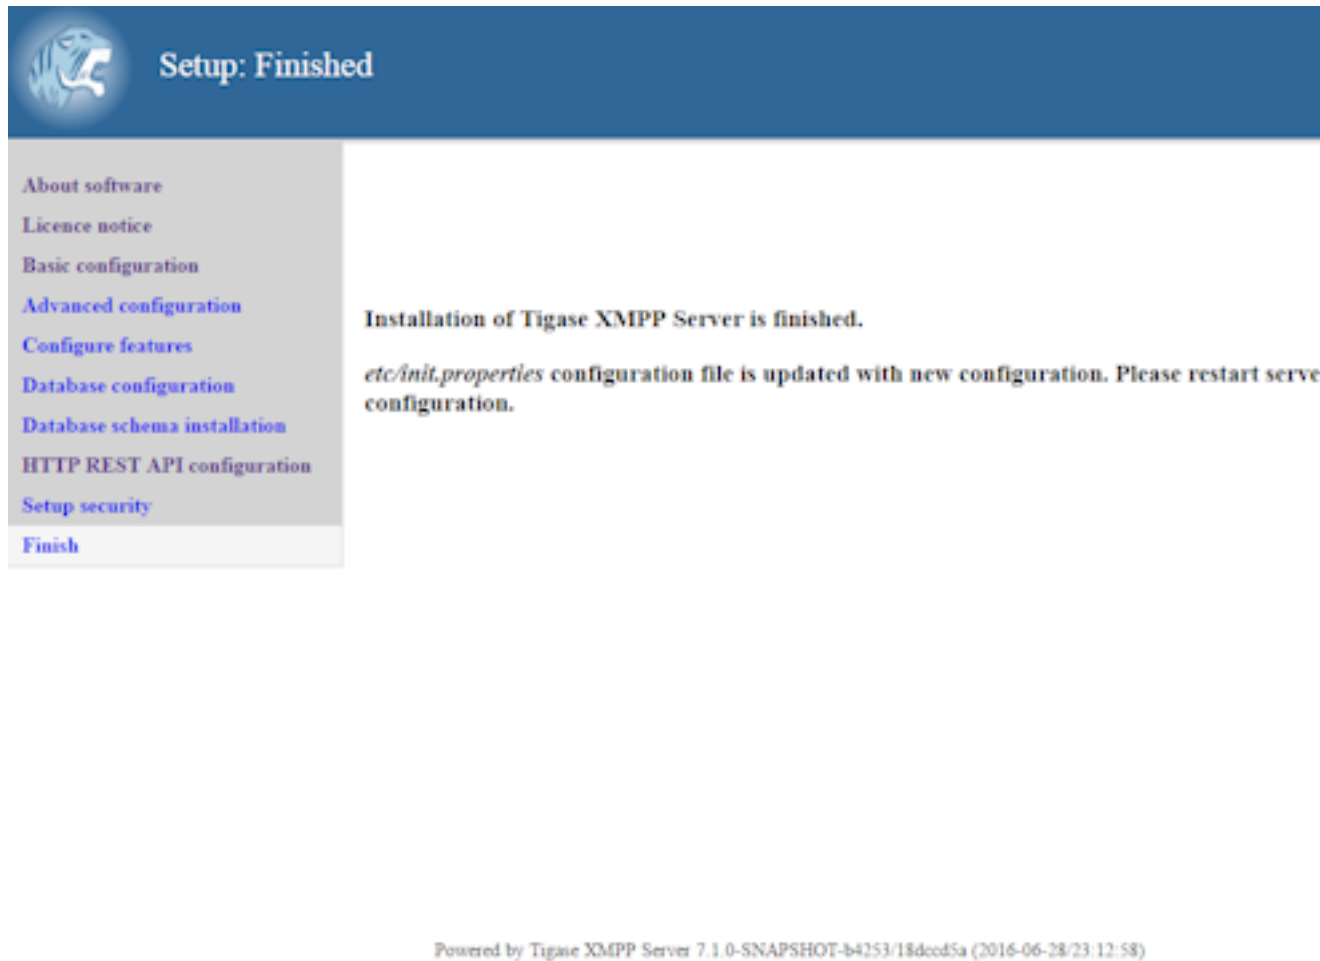 Setup: Finished
About software
Licence notice
Basic configuration
Advanced configuration
Configure features
Database configuration
Database schema installation
HTTP REST API configuration
Setup security
Finish
Installation of Tigase XMPP Server is finished.
etc/init.properties configuration file is updated with new configuration. Please restart serve
configuration.
Powered by Tigase XMPP Server 7.1.0-SNAPSHOT-b4253/18dccd5a (2016-06-28/23:12:58)